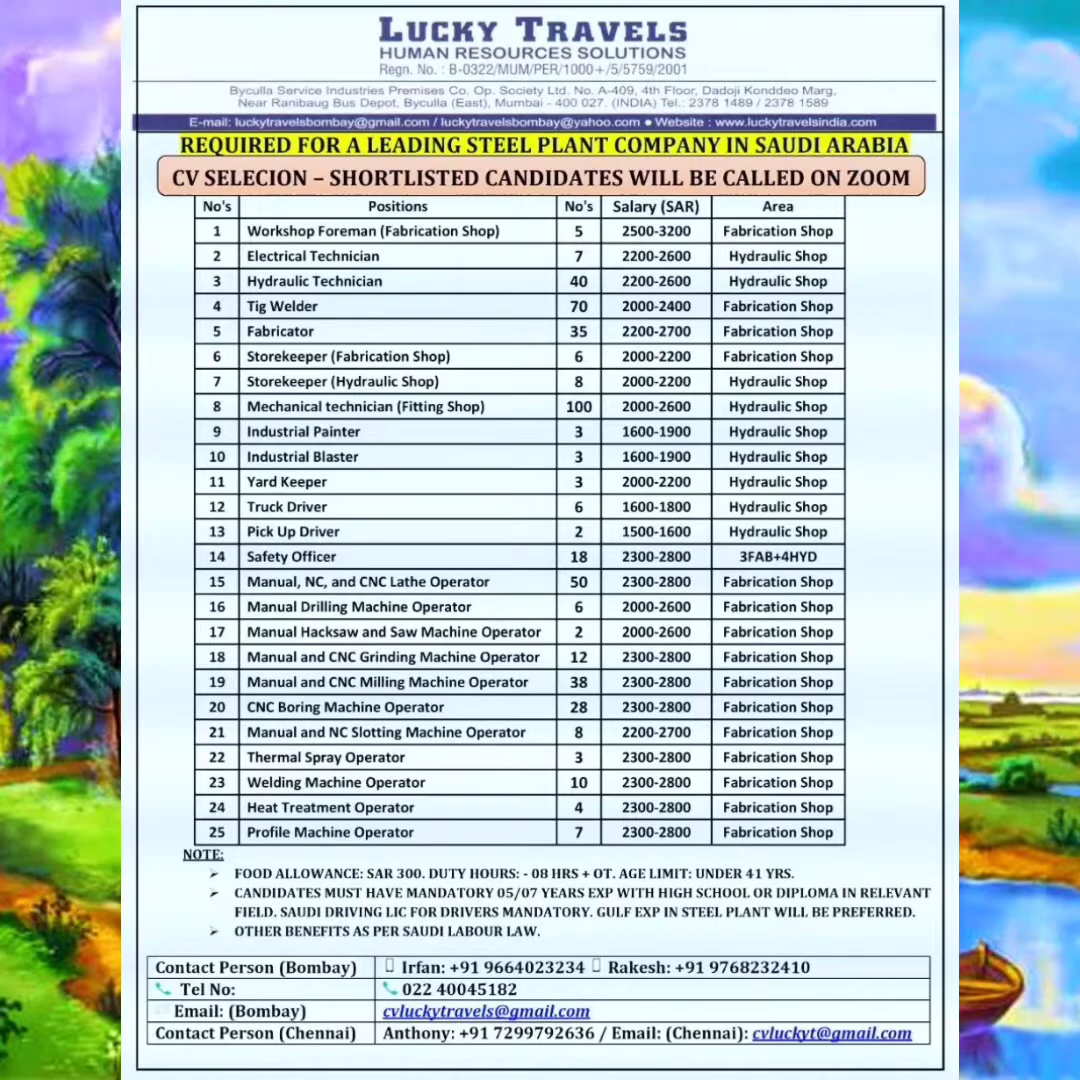 LUCKY TRAVELS
HUMAN RESOURCES SOLUTIONS
Regn. No. : B-0322/MUM/PER/1000+/5/5759/2001
Byculla Service Industries Premises Co. Op. Society Ltd. No. A-409, 4th Floor, Dadoji Konddeo Marg,
Near Ranibaug Bus Depot, Byculla (East), Mumbai - 400 027. (INDIA) Tel.: 2378 1489 / 2378 1589
E-mail: luckytravelsbombay@gmail.com / luckytravelsbombay@yahoo.com ● Website : www.luckytravelsindia.com
REQUIRED FOR A LEADING STEEL PLANT COMPANY IN SAUDI ARABIA
CV SELECION – SHORTLISTED CANDIDATES WILL BE CALLED ON ZOOM
No's Positions No's Salary (SAR) Area
1 Workshop Foreman (Fabrication Shop) 5 2500-3200 Fabrication Shop
2 Electrical Technician 7 2200-2600 Hydraulic Shop
3 Hydraulic Technician 40 2200-2600 Hydraulic Shop
4 Tig Welder 70 2000-2400 Fabrication Shop
5 Fabricator 35 2200-2700 Fabrication Shop
6 Storekeeper (Fabrication Shop) 6 2000-2200 Fabrication Shop
7 Storekeeper (Hydraulic Shop) 8 2000-2200 Hydraulic Shop
8 Mechanical technician (Fitting Shop) 100 2000-2600 Hydraulic Shop
9 Industrial Painter 3 1600-1900 Hydraulic Shop
10 Industrial Blaster 3 1600-1900 Hydraulic Shop
11 Yard Keeper 3 2000-2200 Hydraulic Shop
12 Truck Driver 6 1600-1800 Hydraulic Shop
13 Pick Up Driver 2 1500-1600 Hydraulic Shop
14 Safety Officer 18 2300-2800 3FAB+4HYD
15 Manual, NC, and CNC Lathe Operator 50 2300-2800 Fabrication Shop
16 Manual Drilling Machine Operator 6 2000-2600 Fabrication Shop
17 Manual Hacksaw and Saw Machine Operator 2 2000-2600 Fabrication Shop
18 Manual and CNC Grinding Machine Operator 12 2300-2800 Fabrication Shop
19 Manual and CNC Milling Machine Operator 38 2300-2800 Fabrication Shop
20 CNC Boring Machine Operator 28 2300-2800 Fabrication Shop
21 Manual and NC Slotting Machine Operator 8 2200-2700 Fabrication Shop
22 Thermal Spray Operator 3 2300-2800 Fabrication Shop
23 Welding Machine Operator 10 2300-2800 Fabrication Shop
24 Heat Treatment Operator 4 2300-2800 Fabrication Shop
25 Profile Machine Operator 7 2300-2800 Fabrication Shop
NOTE:
➢ FOOD ALLOWANCE: SAR 300. DUTY HOURS: - 08 HRS + OT. AGE LIMIT: UNDER 41 YRS.
➢ CANDIDATES MUST HAVE MANDATORY 05/07 YEARS EXP WITH HIGH SCHOOL OR DIPLOMA IN RELEVANT
FIELD. SAUDI DRIVING LIC FOR DRIVERS MANDATORY. GULF EXP IN STEEL PLANT WILL BE PREFERRED.
➢ OTHER BENEFITS AS PER SAUDI LABOUR LAW.
Contact Person (Bombay) Irfan: +91 9664023234 Rakesh: +91 9768232410
Tel No: 022 40045182
Email: (Bombay) cvluckytravels@gmail.com
Contact Person (Chennai) Anthony: +91 7299792636 / Email: (Chennai): cvluckyt@gmail.com